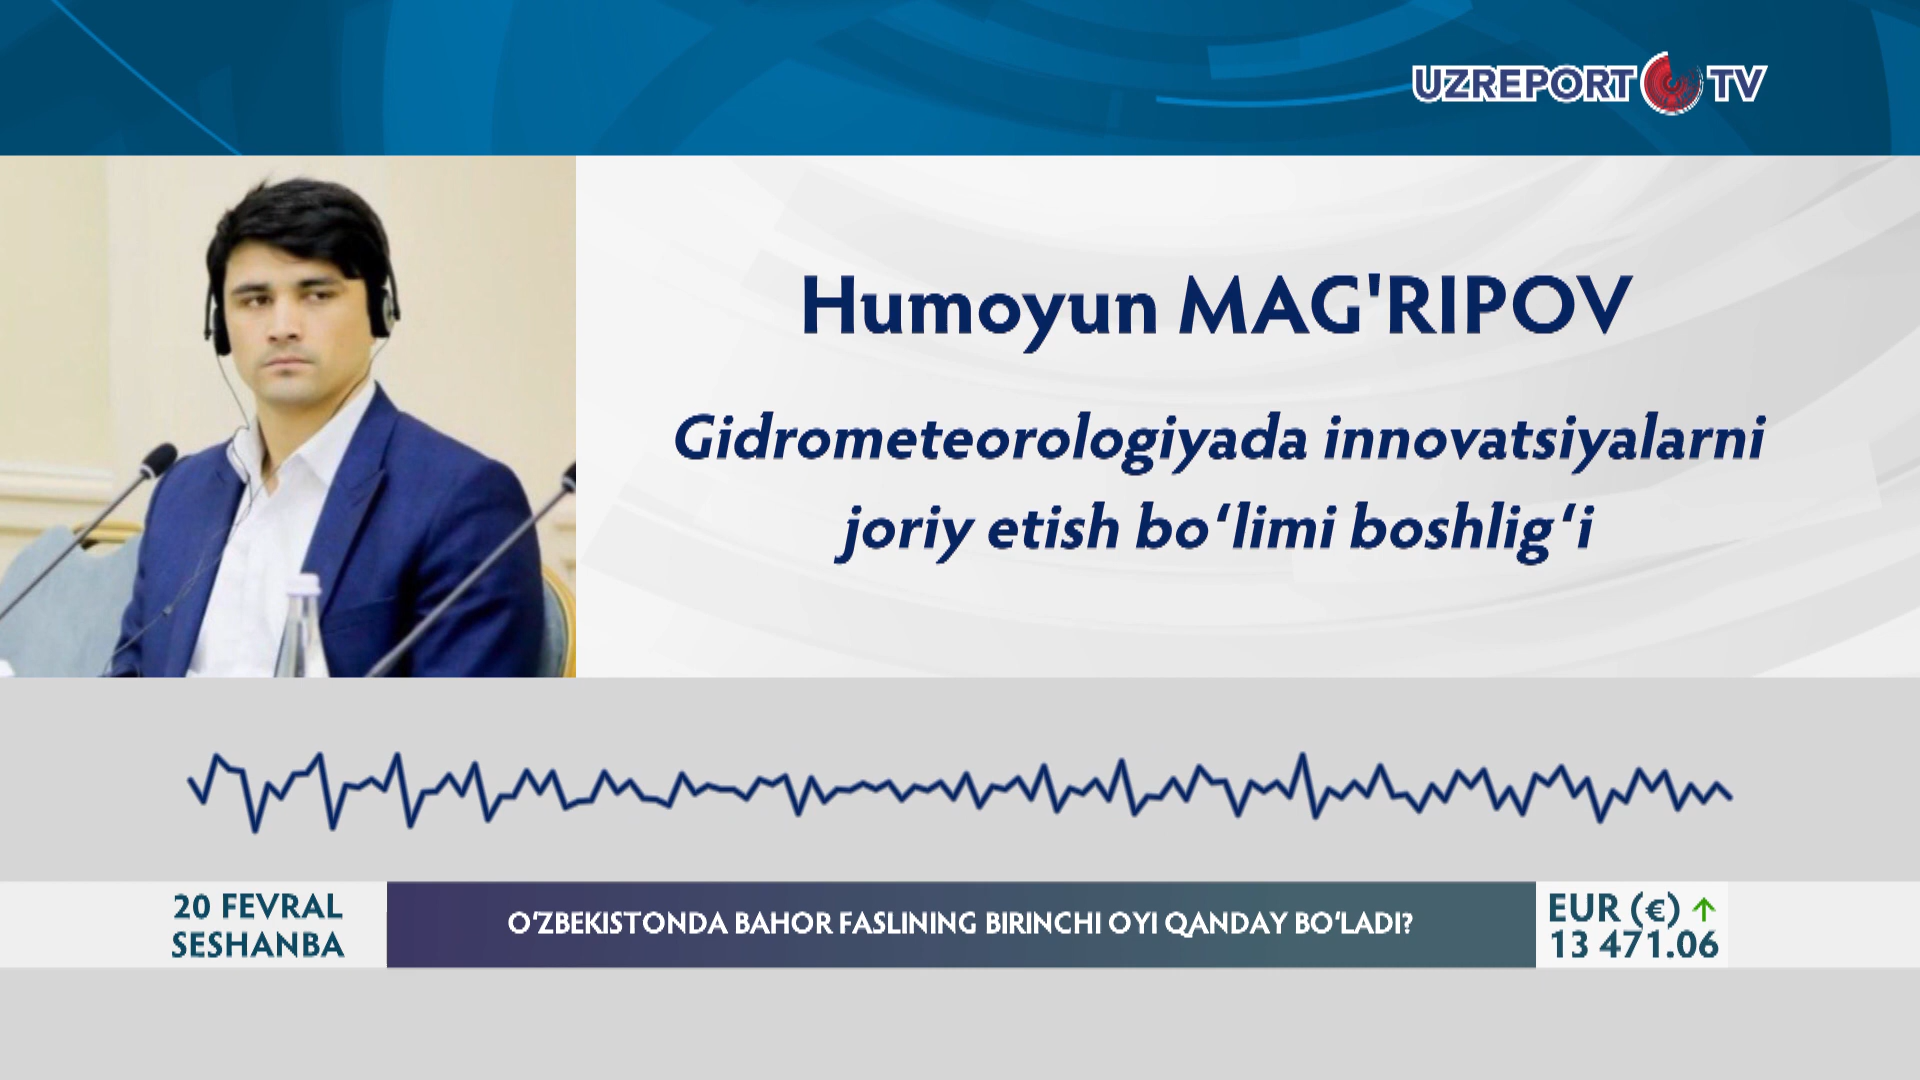 UZREPORT TV
Humoyun MAG'RIPOV
Gidrometeorologiyada innovatsiyalarni
joriy etish bo‘limi boshlig‘i
20 FEVRAL
SESHANBA
O‘ZBEKISTONDA BAHOR FASLINING BIRINCHI OYI QANDAY BO‘LADI?
EUR (€) ↑
13 471.06